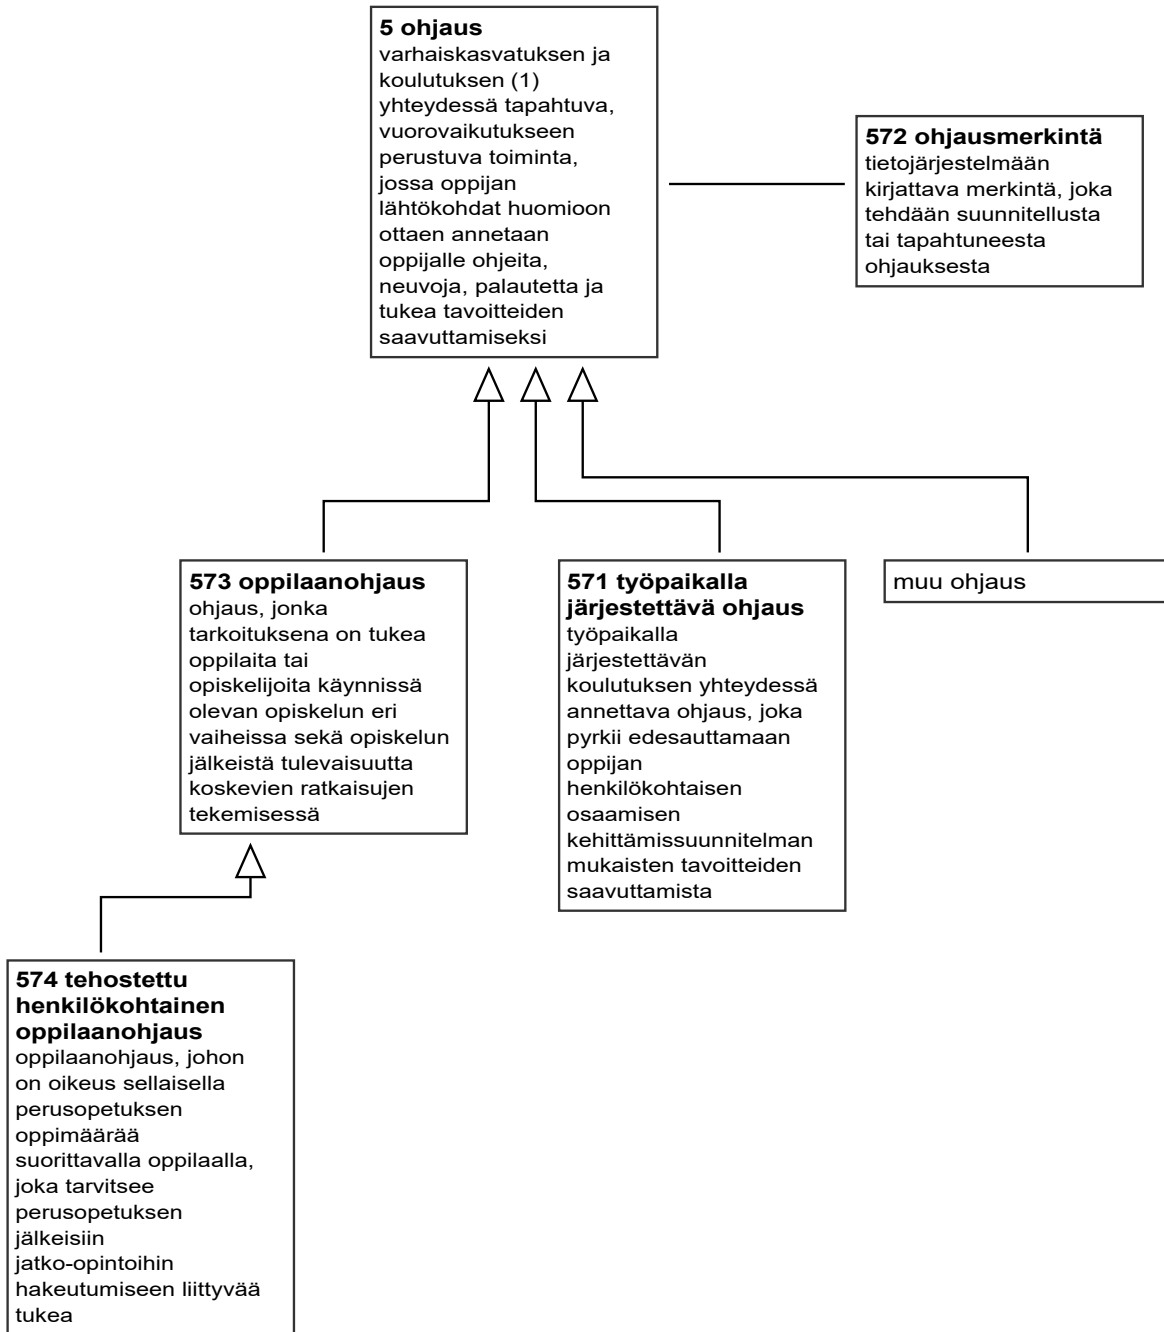 5 ohjaus
varhaiskasvatuksen ja
koulutuksen (1)
yhteydessä tapahtuva,
vuorovaikutukseen
perustuva toiminta,
jossa oppijan
lähtökohdat huomioon
ottaen annetaan
oppijalle ohjeita,
neuvoja, palautetta ja
tukea tavoitteiden
saavuttamiseksi
572 ohjausmerkintä
tietojärjestelmään
kirjattava merkintä, joka
tehdään suunnitellusta
tai tapahtuneesta
ohjauksesta
573 oppilaanohjaus
ohjaus, jonka
tarkoituksena on tukea
oppilaita tai
opiskelijoita käynnissä
olevan opiskelun eri
vaiheissa sekä opiskelun
jälkeistä tulevaisuutta
koskevien ratkaisujen
tekemisessä
571 työpaikalla
järjestettävä ohjaus
työpaikalla
järjestettävän
koulutuksen yhteydessä
annettava ohjaus, joka
pyrkii edesauttamaan
oppijan
henkilökohtaisen
osaamisen
kehittämissuunnitelman
mukaisten tavoitteiden
saavuttamista
muu ohjaus
574 tehostettu
henkilökohtainen
oppilaanohjaus
oppilaanohjaus, johon
on oikeus sellaisella
perusopetuksen
oppimäärää
suorittavalla oppilaalla,
joka tarvitsee
perusopetuksen
jälkeisiin
jatko-opintoihin
hakeutumiseen liittyvää
tukea